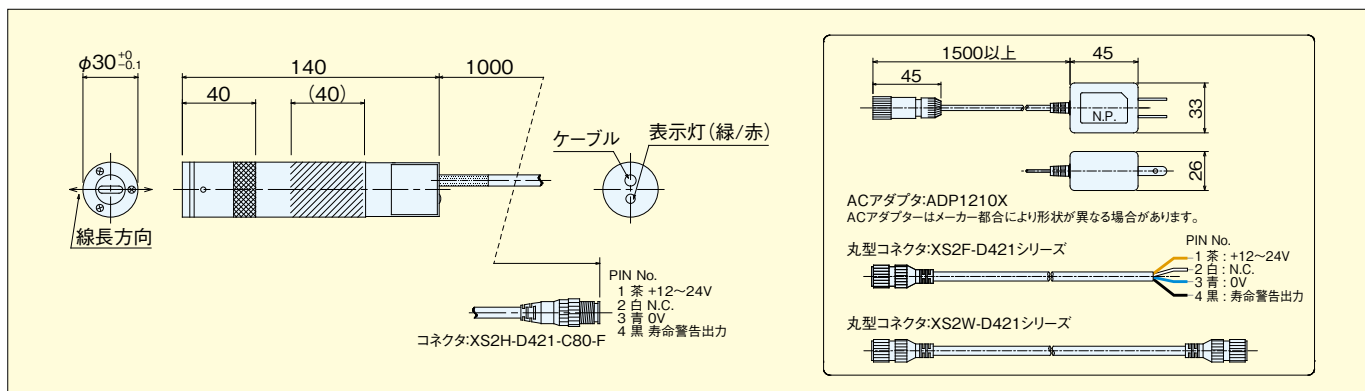 φ30 +0 -0.1
140
1000
40
(40)
ケーブル
表示灯(緑/赤)
線長方向
PIN No.
1 茶 +12～24V
2 白 N.C.
3 青 0V
4 黒 寿命警告出力
コネクタ:XS2H-D421-C80-F
1500以上
45
45
N.P.
33
26
ACアダプタ:ADP1210X
ACアダプターはメーカー都合により形状が異なる場合があります。
丸型コネクタ:XS2F-D421シリーズ
PIN No.
1 茶 : +12～24V
2 白 : N.C.
3 青 : 0V
4 黒 : 寿命警告出力
丸型コネクタ:XS2W-D421シリーズ